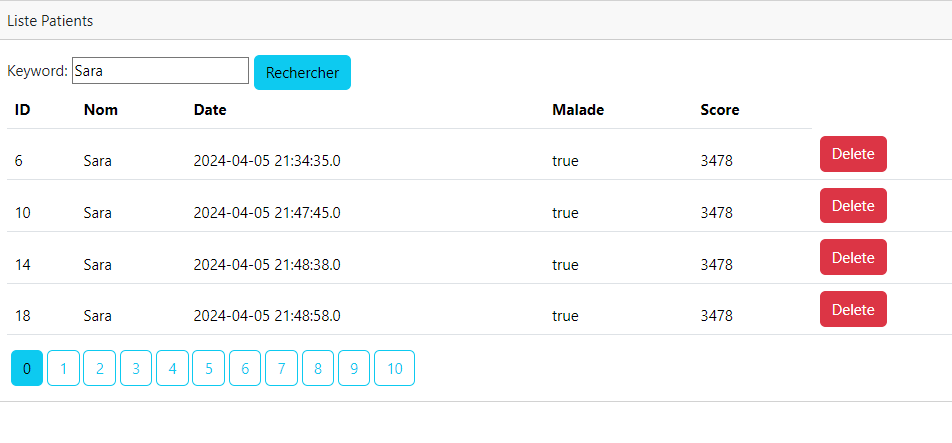 Liste Patients
Keyword: Sara Rechercher
ID Nom Date Malade Score
6 Sara 2024-04-05 21:34:35.0 true 3478 Delete
10 Sara 2024-04-05 21:47:45.0 true 3478 Delete
14 Sara 2024-04-05 21:48:38.0 true 3478 Delete
18 Sara 2024-04-05 21:48:58.0 true 3478 Delete
0 1 2 3 4 5 6 7 8 9 10